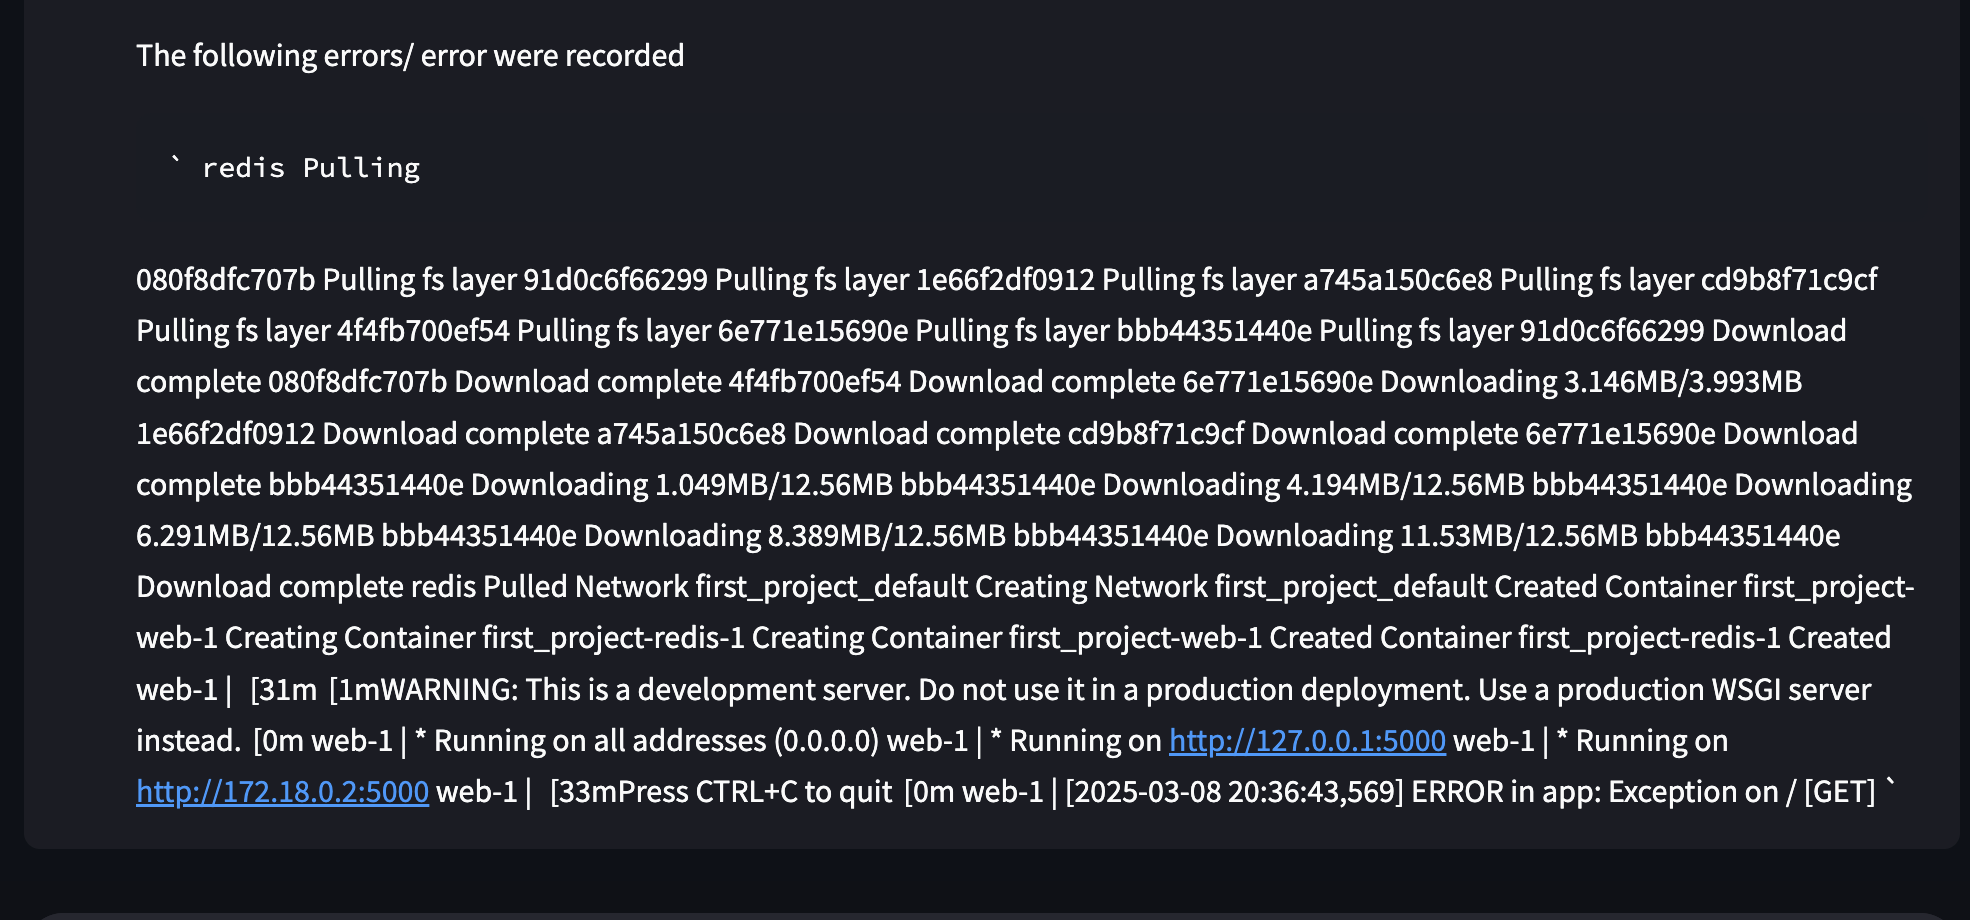 The following errors/ error were recorded
` redis Pulling
080f8dfc707b Pulling fs layer 91d0c6f66299 Pulling fs layer 1e66f2df0912 Pulling fs layer a745a150c6e8 Pulling fs layer cd9b8f71c9cf
Pulling fs layer 4f4fb700ef54 Pulling fs layer 6e771e15690e Pulling fs layer bbb44351440e Pulling fs layer 91d0c6f66299 Download
complete 080f8dfc707b Download complete 4f4fb700ef54 Download complete 6e771e15690e Downloading 3.146MB/3.993MB
1e66f2df0912 Download complete a745a150c6e8 Download complete cd9b8f71c9cf Download complete 6e771e15690e Download
complete bbb44351440e Downloading 1.049MB/12.56MB bbb44351440e Downloading 4.194MB/12.56MB bbb44351440e Downloading
6.291MB/12.56MB bbb44351440e Downloading 8.389MB/12.56MB bbb44351440e Downloading 11.53MB/12.56MB bbb44351440e
Download complete redis Pulled Network first_project_default Creating Network first_project_default Created Container first_project-
web-1 Creating Container first_project-redis-1 Creating Container first_project-web-1 Created Container first_project-redis-1 Created
web-1 | [31m [1mWARNING: This is a development server. Do not use it in a production deployment. Use a production WSGI server
instead. [0m web-1 | * Running on all addresses (0.0.0.0) web-1 | * Running on http://127.0.0.1:5000 web-1 | * Running on
http://172.18.0.2:5000 web-1 | [33mPress CTRL+C to quit [0m web-1 | [2025-03-08 20:36:43,569] ERROR in app: Exception on / [GET] `